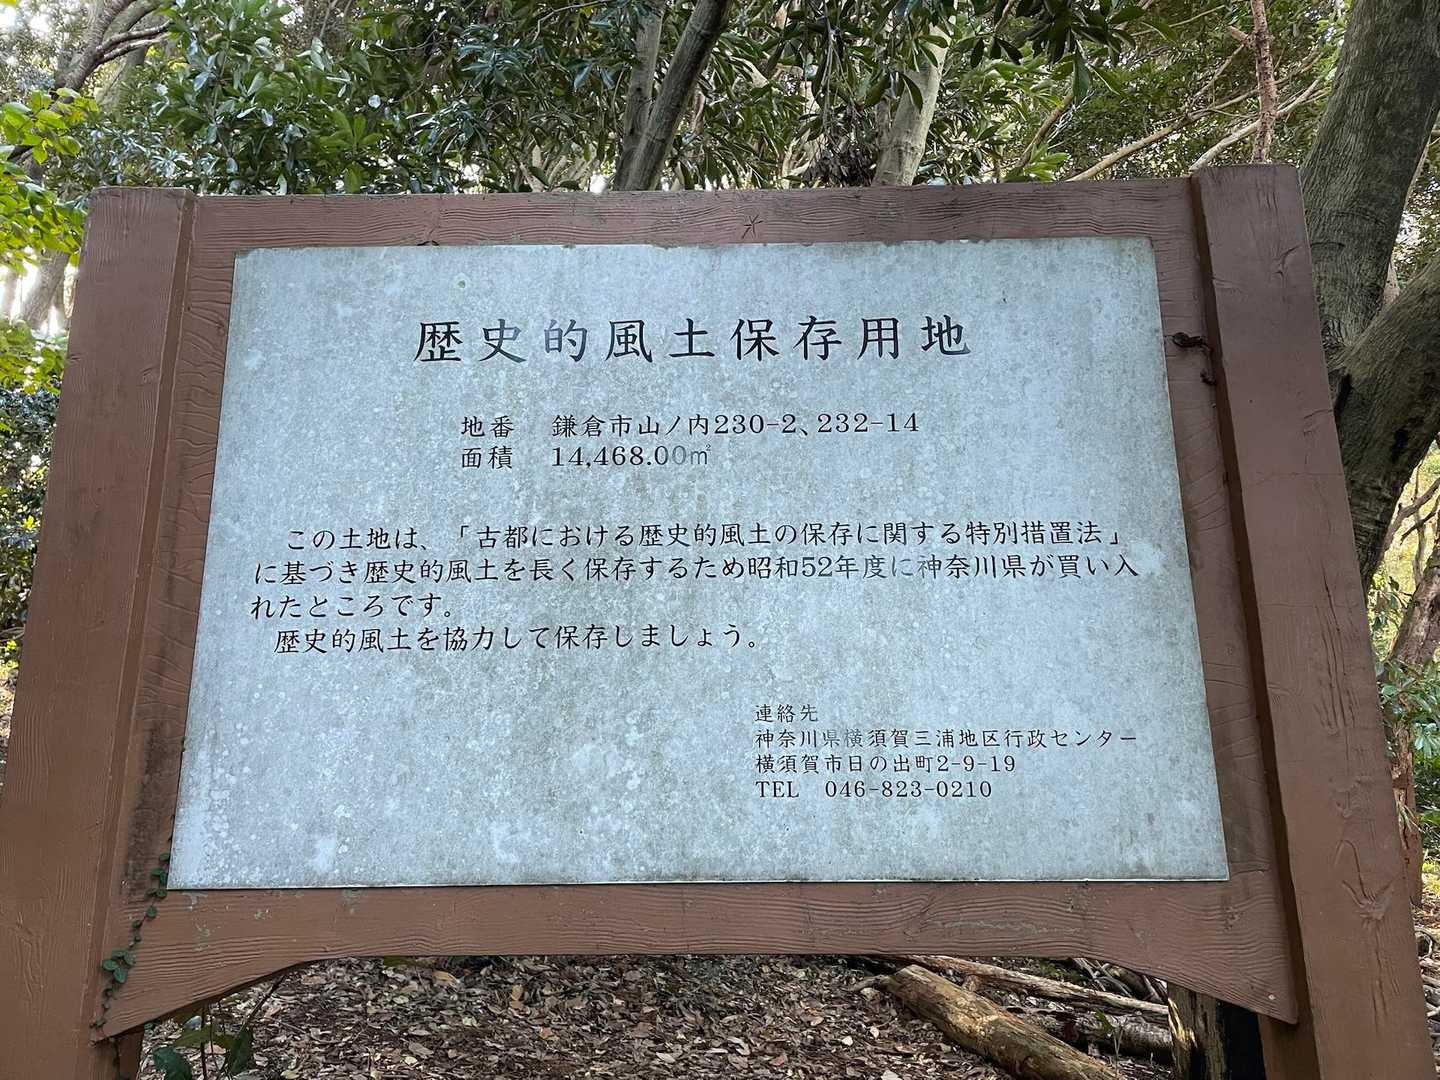 歴史的風土保存用地
地番　鎌倉市山ノ内230-2、232-14
面積　14,468.00㎡
この土地は、「古都における歴史的風土の保存に関する特別措置法」
に基づき歴史的風土を長く保存するため昭和52年度に神奈川県が買い入
れたところです。
歴史的風土を協力して保存しましょう。
連絡先
神奈川県横須賀三浦地区行政センター
横須賀市日の出町2-9-19
TEL　046-823-0210